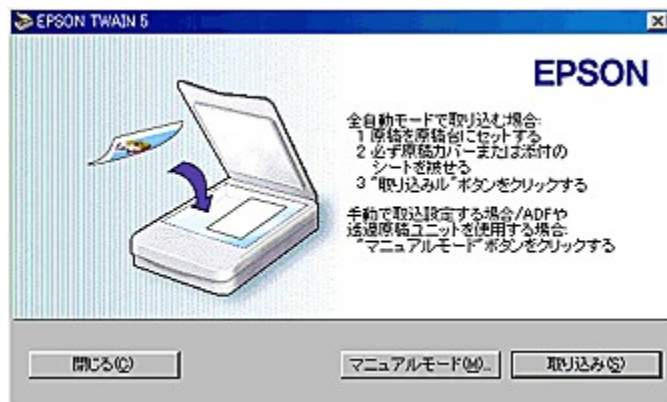 EPSON TWAIN 5
EPSON
全自動モードで取り込む場合:
1 原稿を原稿台にセットする
2 必ず原稿カバーまたは添付の
シートを被せる
3 "取り込みル"ボタンをクリックする
手動で取込設定する場合/ADFや
透過原稿ユニットを使用する場合:
"マニュアルモード"ボタンをクリックする
閉じる(C)
マニュアルモード(M)...
取り込み(S)